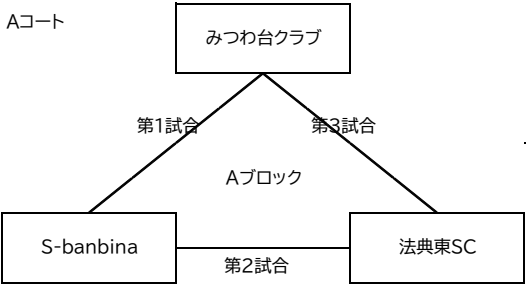 Aコート
みつわ台クラブ
第1試合
第3試合
Aブロック
S-banbina
法典東SC
第2試合